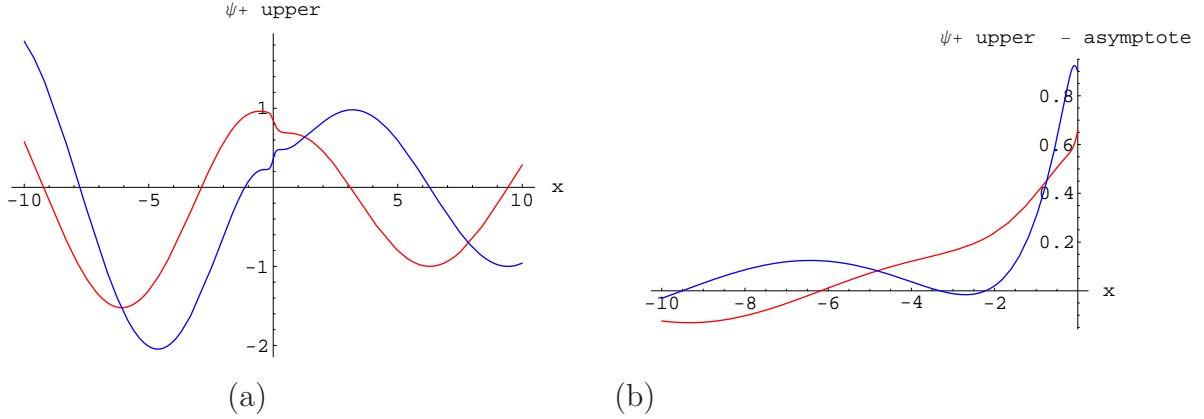 ψ+ upper
1
-10 -5 5 10 x
-1
-2
(a)
ψ+ upper - asymptote
0.8
0.6
0.4
0.2
-10 -8 -6 -4 -2 x
(b)